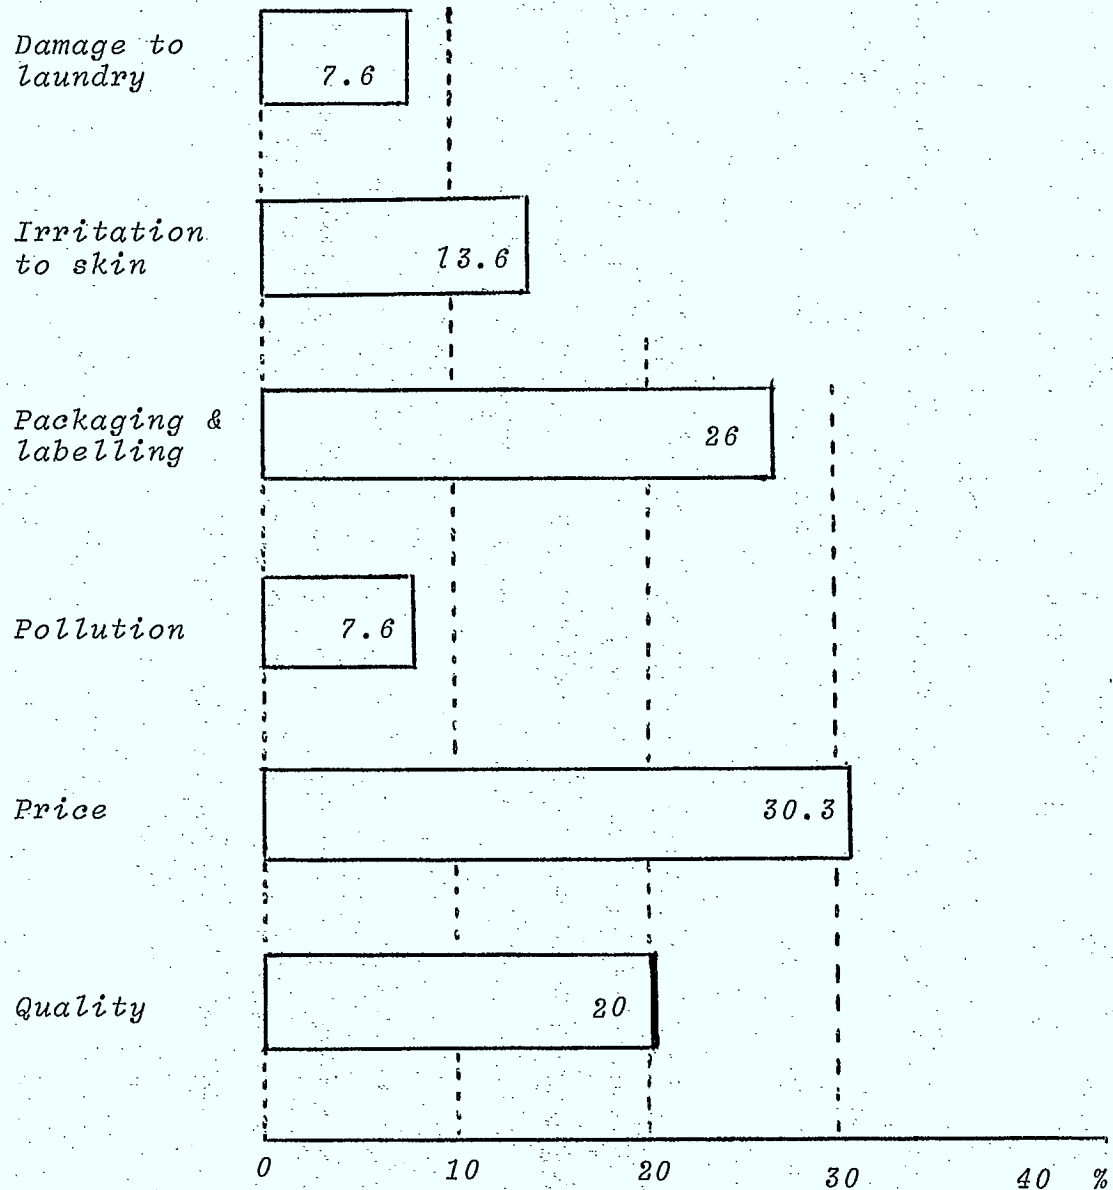 Damage to
laundry
7.6
Irritation
to skin
13.6
Packaging &
labelling
26
Pollution
7.6
Price
30.3
Quality
20
0 10 20 30 40 %